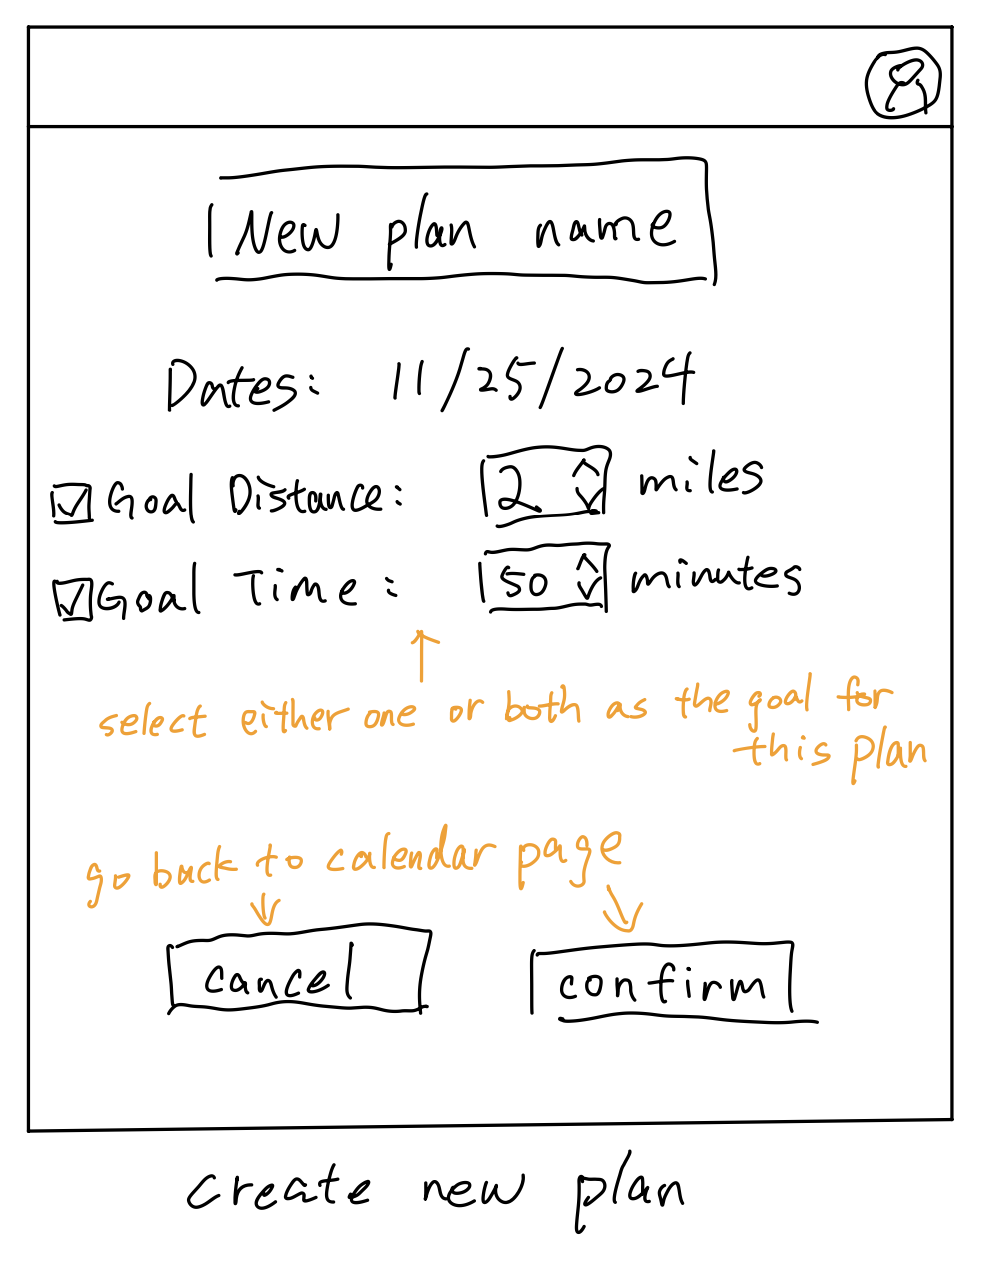 New plan name
Dates: 11/25/2024
Goal Distance: 2 miles
Goal Time: 50 minutes
select either one or both as the goal for
this plan
go back to calendar page
cancel confirm
create new plan